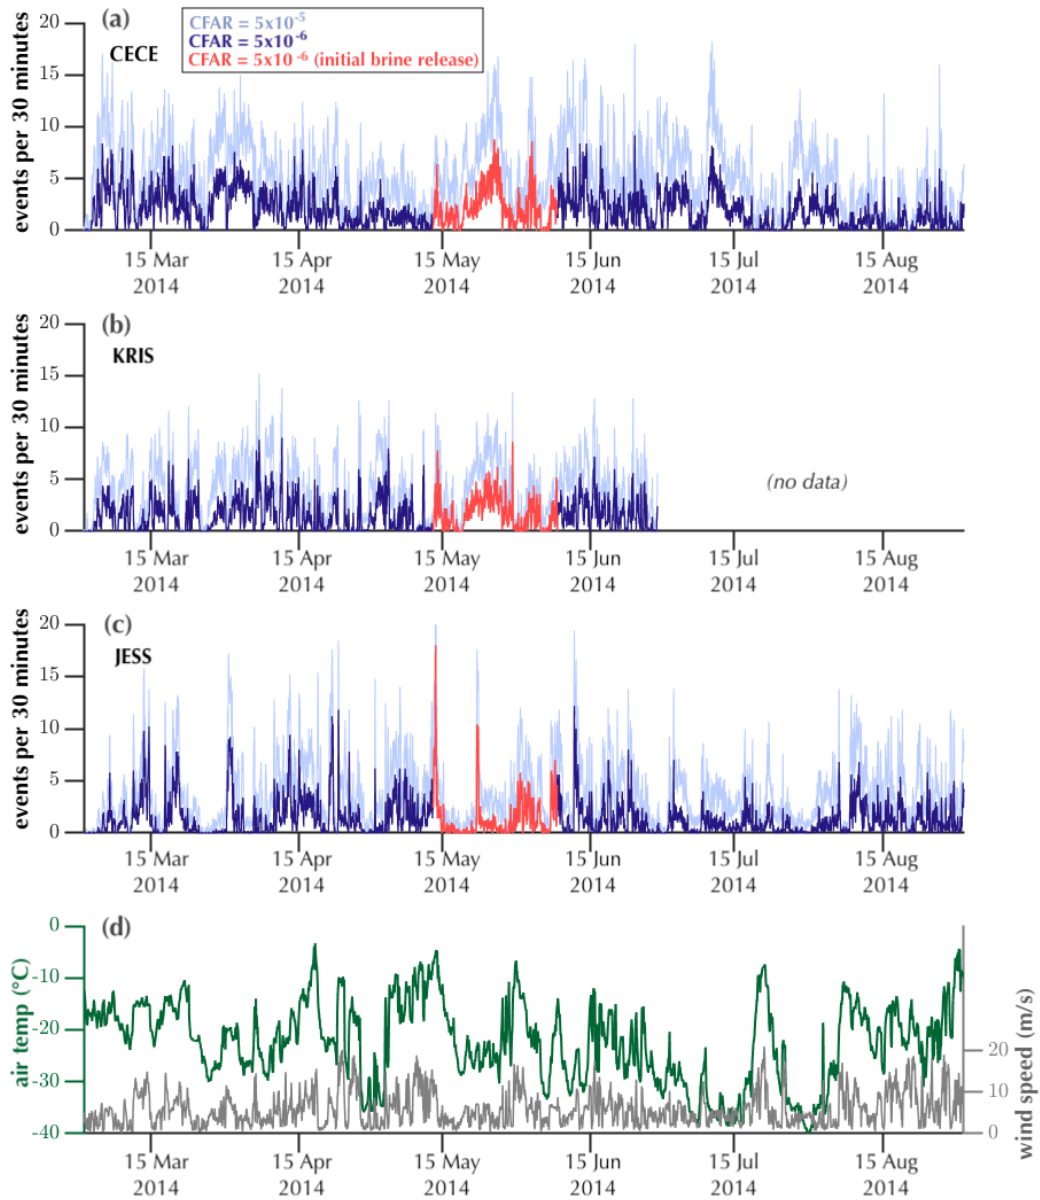 (a)
CECE
CFAR = 5x10-5
CFAR = 5x10-6
CFAR = 5x10-6 (initial brine release)
events per 30 minutes
20
15
10
5
0
15 Mar 15 Apr 15 May 15 Jun 15 Jul 15 Aug
2014 2014 2014 2014 2014 2014
(b)
KRIS
events per 30 minutes
20
15
10
5
0
(no data)
15 Mar 15 Apr 15 May 15 Jun 15 Jul 15 Aug
2014 2014 2014 2014 2014 2014
(c)
JESS
events per 30 minutes
20
15
10
5
0
15 Mar 15 Apr 15 May 15 Jun 15 Jul 15 Aug
2014 2014 2014 2014 2014 2014
(d)
air temp (°C)
0
-10
-20
-30
-40
wind speed (m/s)
20
10
0
15 Mar 15 Apr 15 May 15 Jun 15 Jul 15 Aug
2014 2014 2014 2014 2014 2014